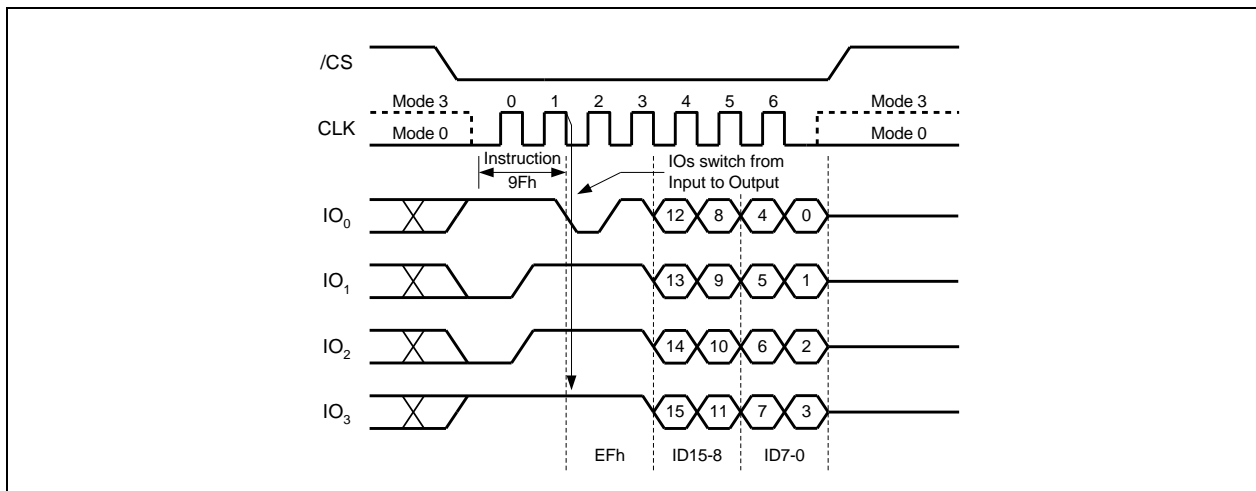 /CS
Mode 3 0 1 2 3 4 5 6 Mode 3
CLK Mode 0 Mode 0
Instruction
9Fh
IOs switch from
Input to Output
IO0 12 8 4 0
IO1 13 9 5 1
IO2 14 10 6 2
IO3 15 11 7 3
EFh ID15-8 ID7-0